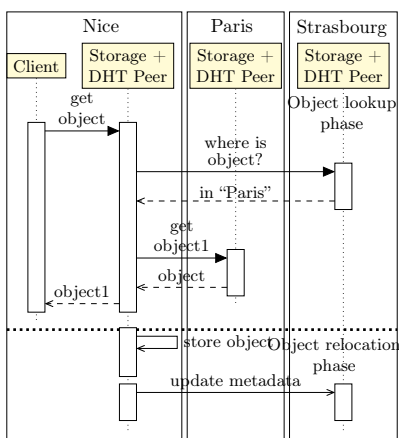 Nice
Paris
Strasbourg
Client
Storage +
DHT Peer
Storage +
DHT Peer
Storage +
DHT Peer
Object lookup
phase
get
object
where is
object?
in “Paris”
get
object1
object
object1
store object
Object relocation
phase
update metadata